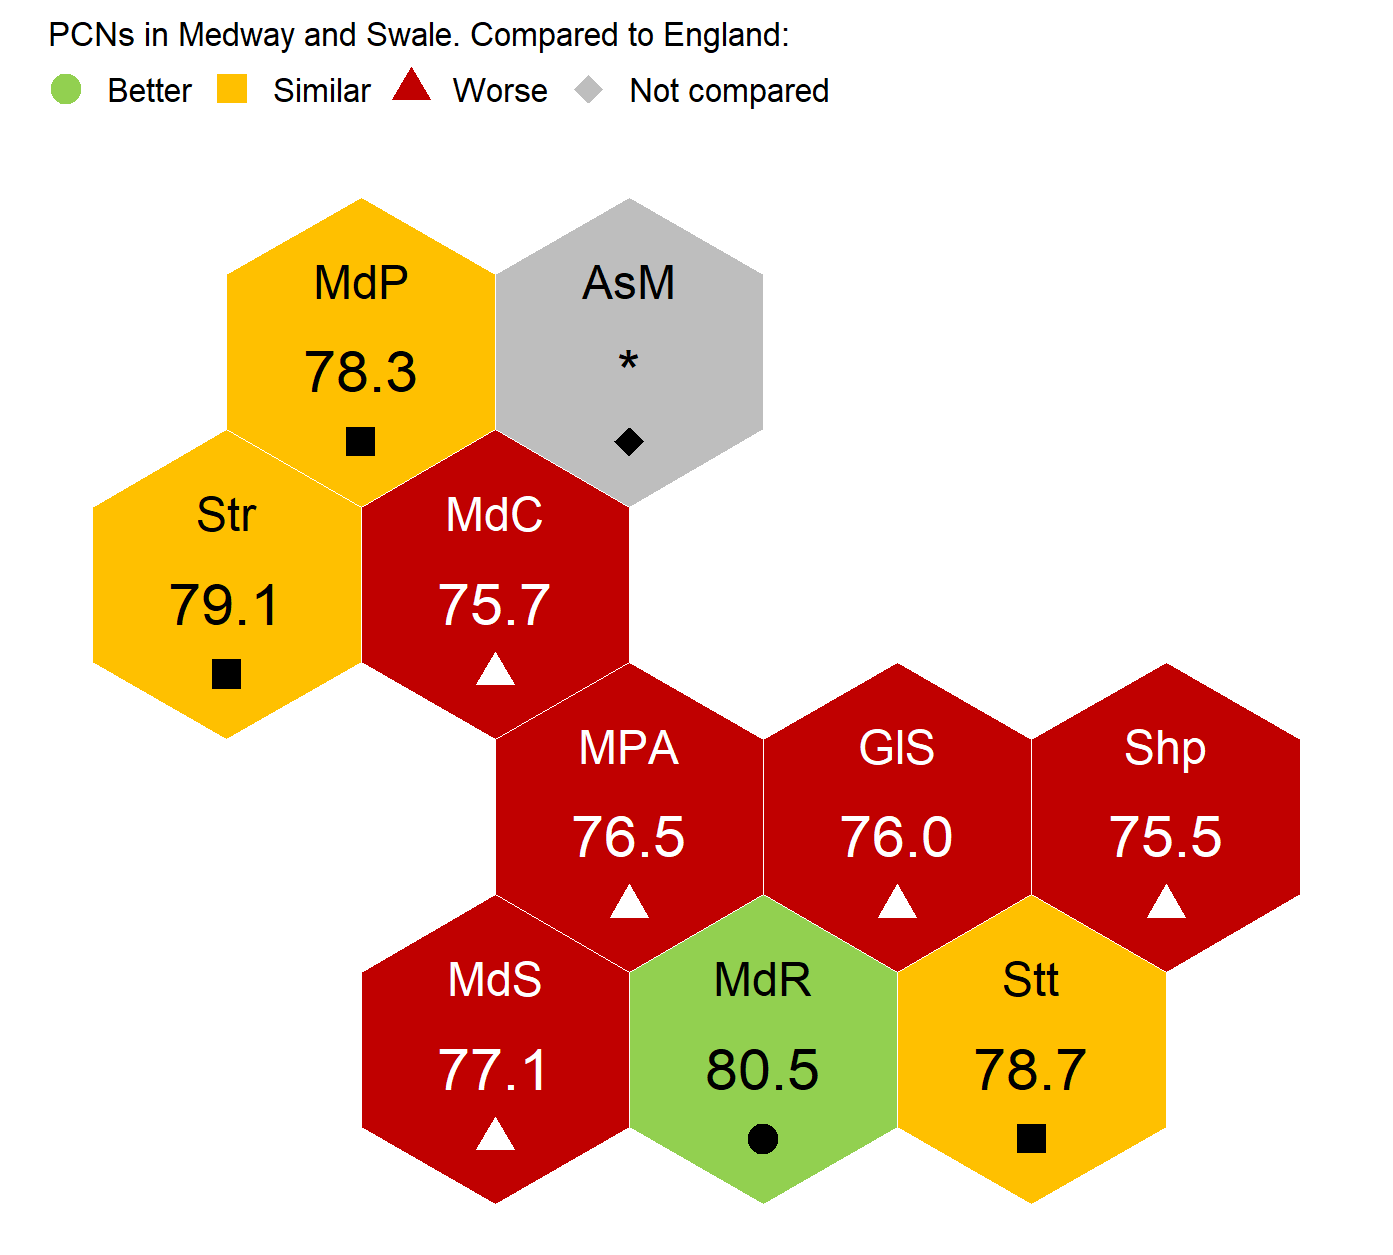 PCNs in Medway and Swale. Compared to England:
Better Similar Worse Not compared
MdP AsM
78.3 *
Str MdC
79.1 75.7
MPA GlS Shp
76.5 76.0 75.5
MdS MdR Stt
77.1 80.5 78.7